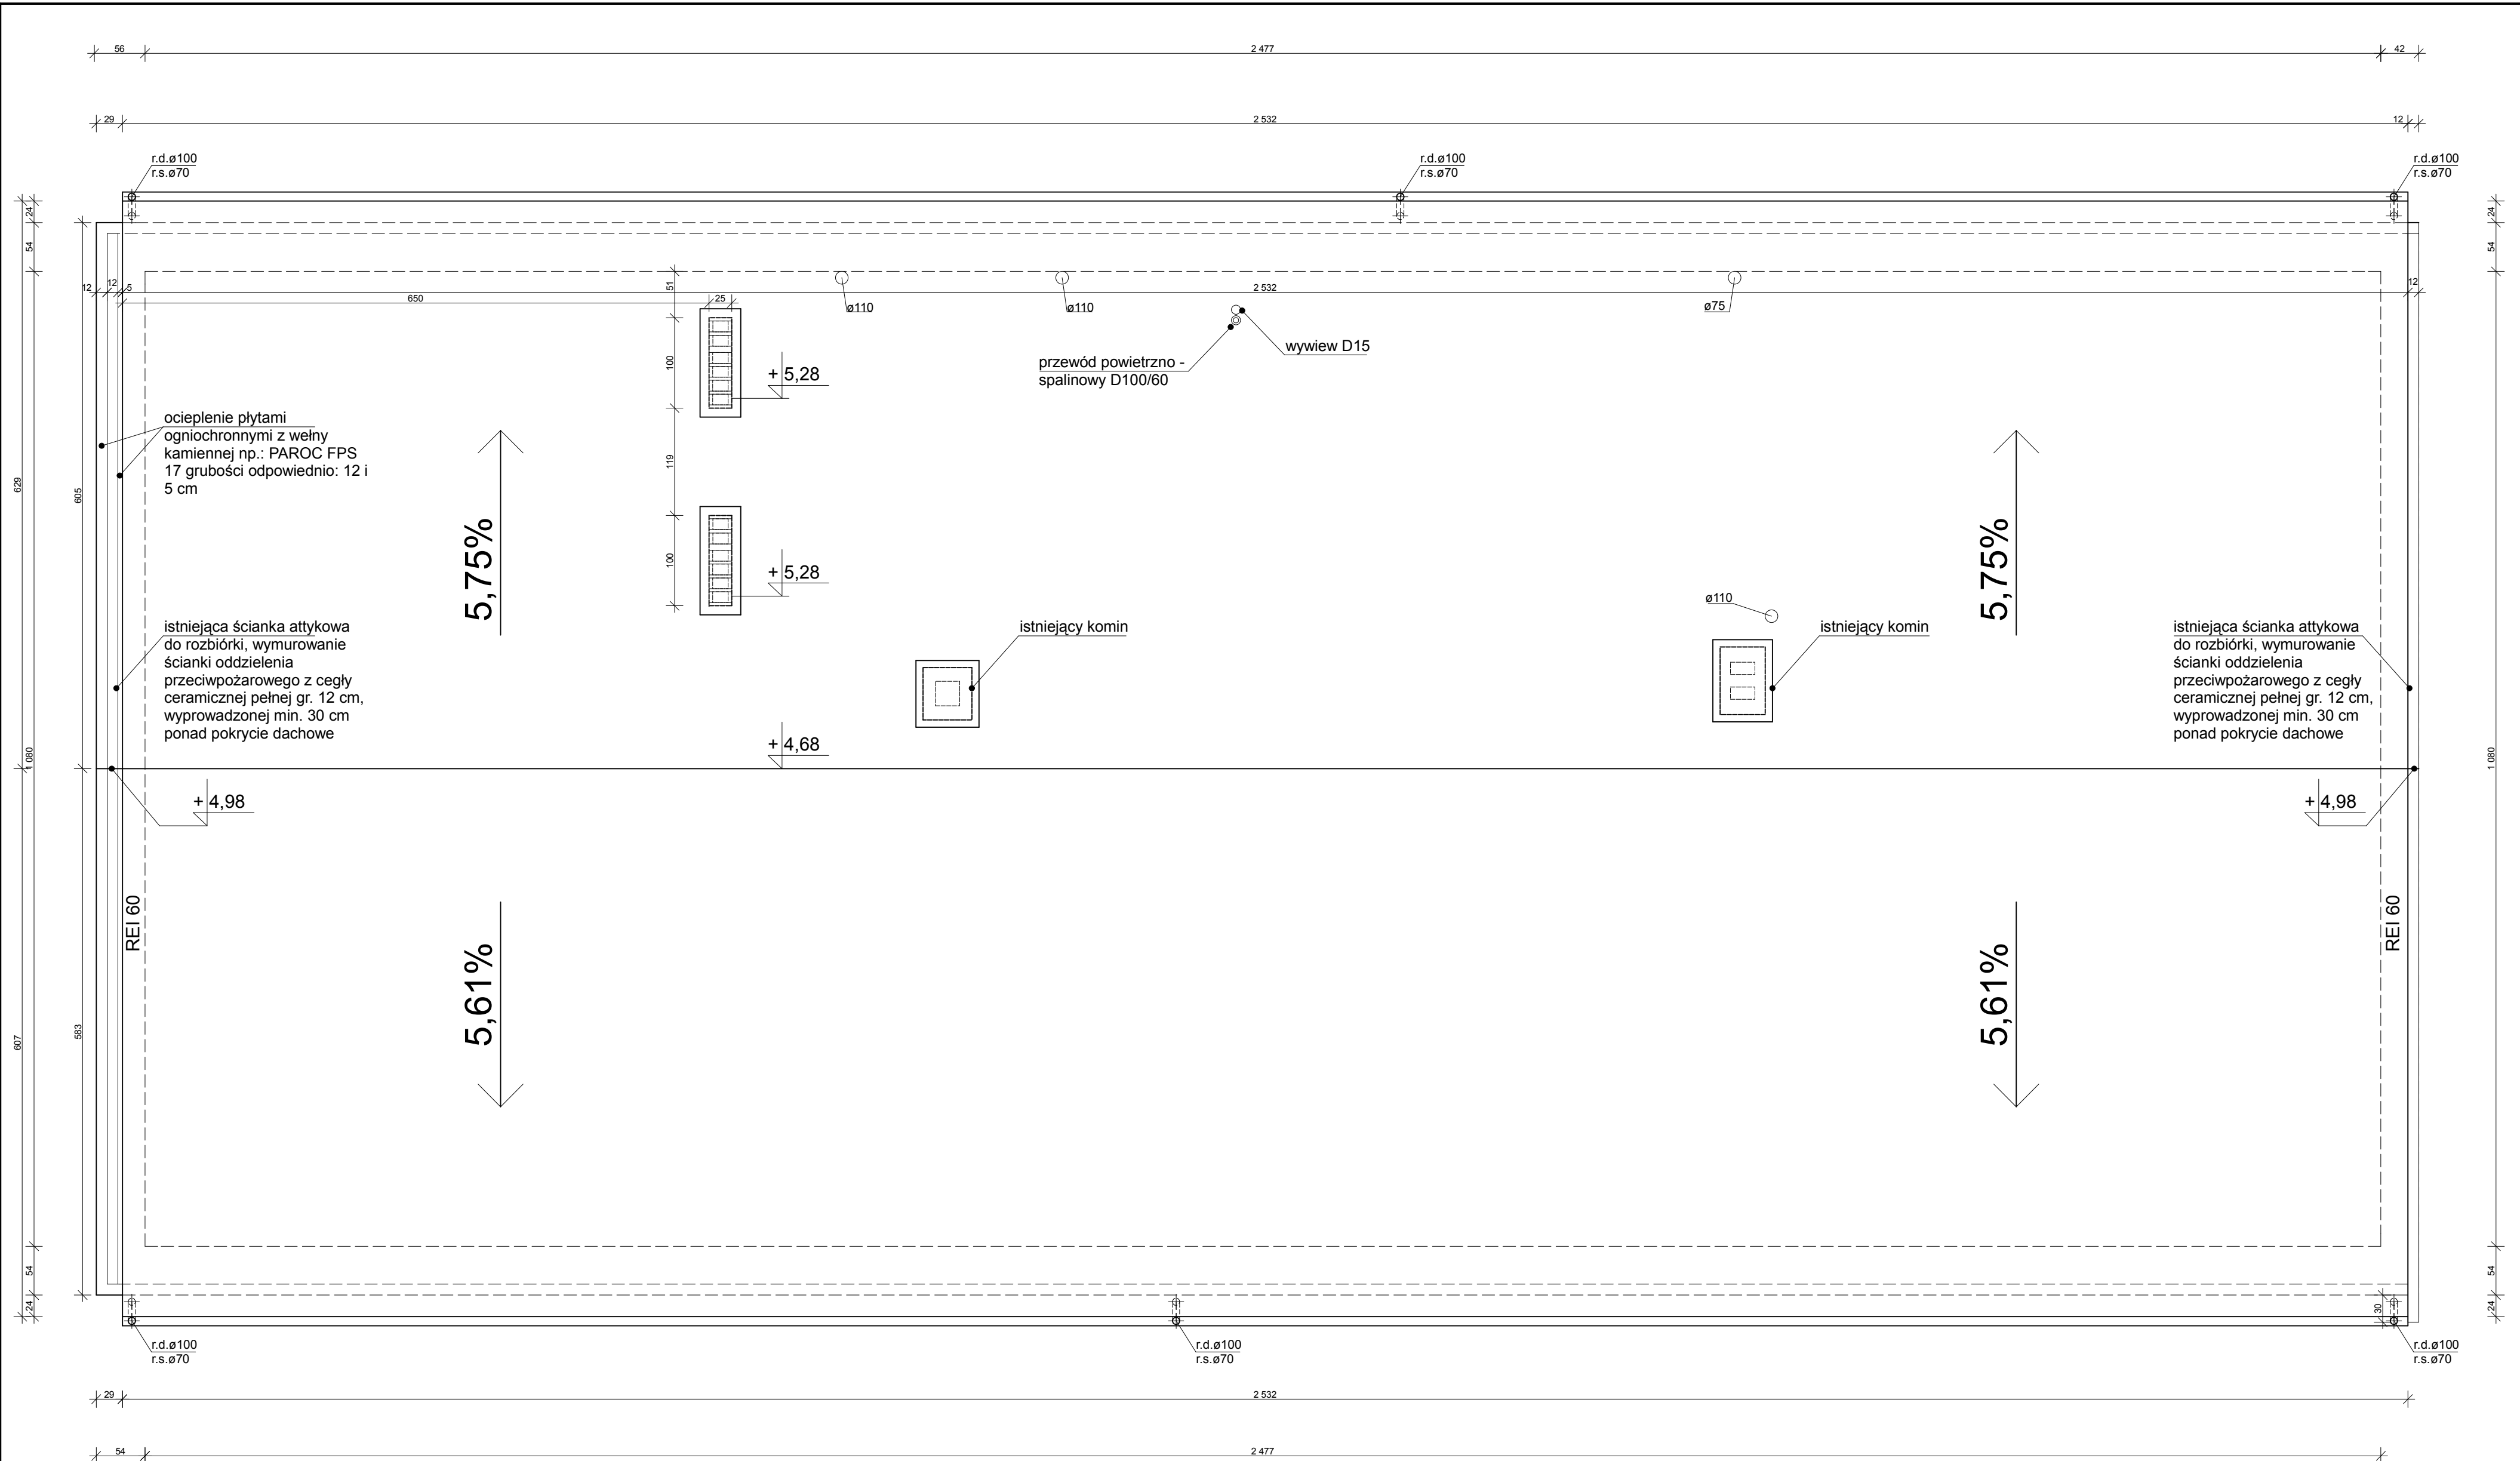 56
2 477
42
29
2 532
12
r.d.ø100
r.s.ø70
r.d.ø100
r.s.ø70
r.d.ø100
r.s.ø70
24
24
54
54
12
12
5
650
51
25
ø110
ø110
2 532
ø75
12
wywiew D15
przewód powietrzno -
spalinowy D100/60
100
+ 5,28
ocieplenie płytami
ogniochronnymi z wełny
kamiennej np.: PAROC FPS
17 grubości odpowiednio: 12 i
5 cm
119
629
605
5,75%
5,75%
100
+ 5,28
ø110
istniejąca ścianka attykowa
do rozbiórki, wymurowanie
ścianki oddzielenia
przeciwpożarowego z cegły
ceramicznej pełnej gr. 12 cm,
wyprowadzonej min. 30 cm
ponad pokrycie dachowe
istniejący komin
istniejący komin
istniejąca ścianka attykowa
do rozbiórki, wymurowanie
ścianki oddzielenia
przeciwpożarowego z cegły
ceramicznej pełnej gr. 12 cm,
wyprowadzonej min. 30 cm
ponad pokrycie dachowe
+ 4,68
1 080
1 080
+ 4,98
+ 4,98
REI 60
REI 60
5,61%
5,61%
607
583
54
54
24
30
24
r.d.ø100
r.s.ø70
r.d.ø100
r.s.ø70
r.d.ø100
r.s.ø70
29
2 532
54
2 477